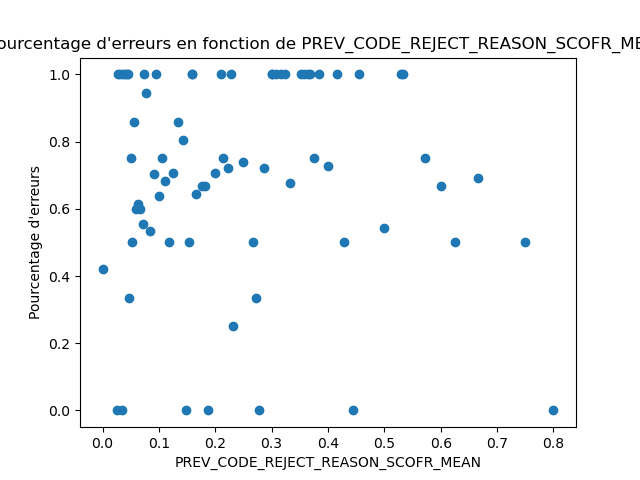 ourcentage d'erreurs en fonction de PREV_CODE_REJECT_REASON_SCOFR_ME
Pourcentage d'erreurs
1.0
0.8
0.6
0.4
0.2
0.0
0.0 0.1 0.2 0.3 0.4 0.5 0.6 0.7 0.8
PREV_CODE_REJECT_REASON_SCOFR_MEAN